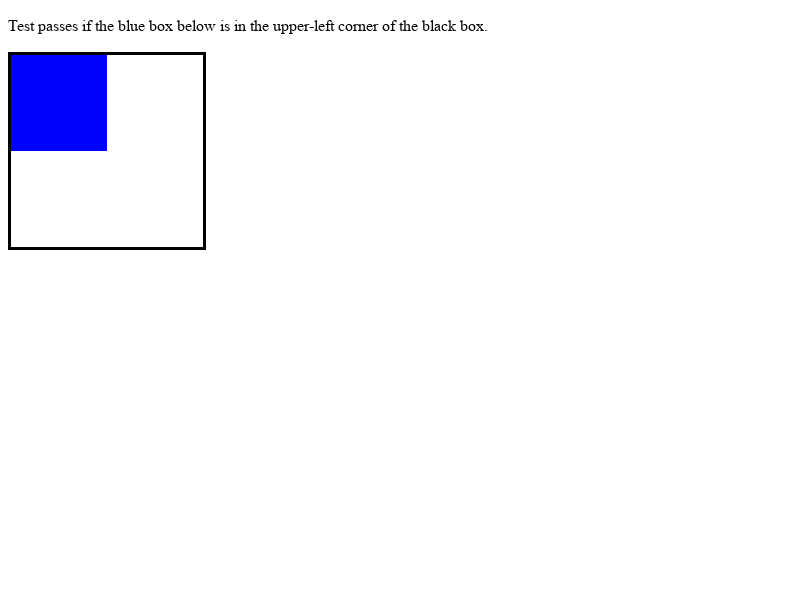 Test passes if the blue box below is in the upper-left corner of the black box.